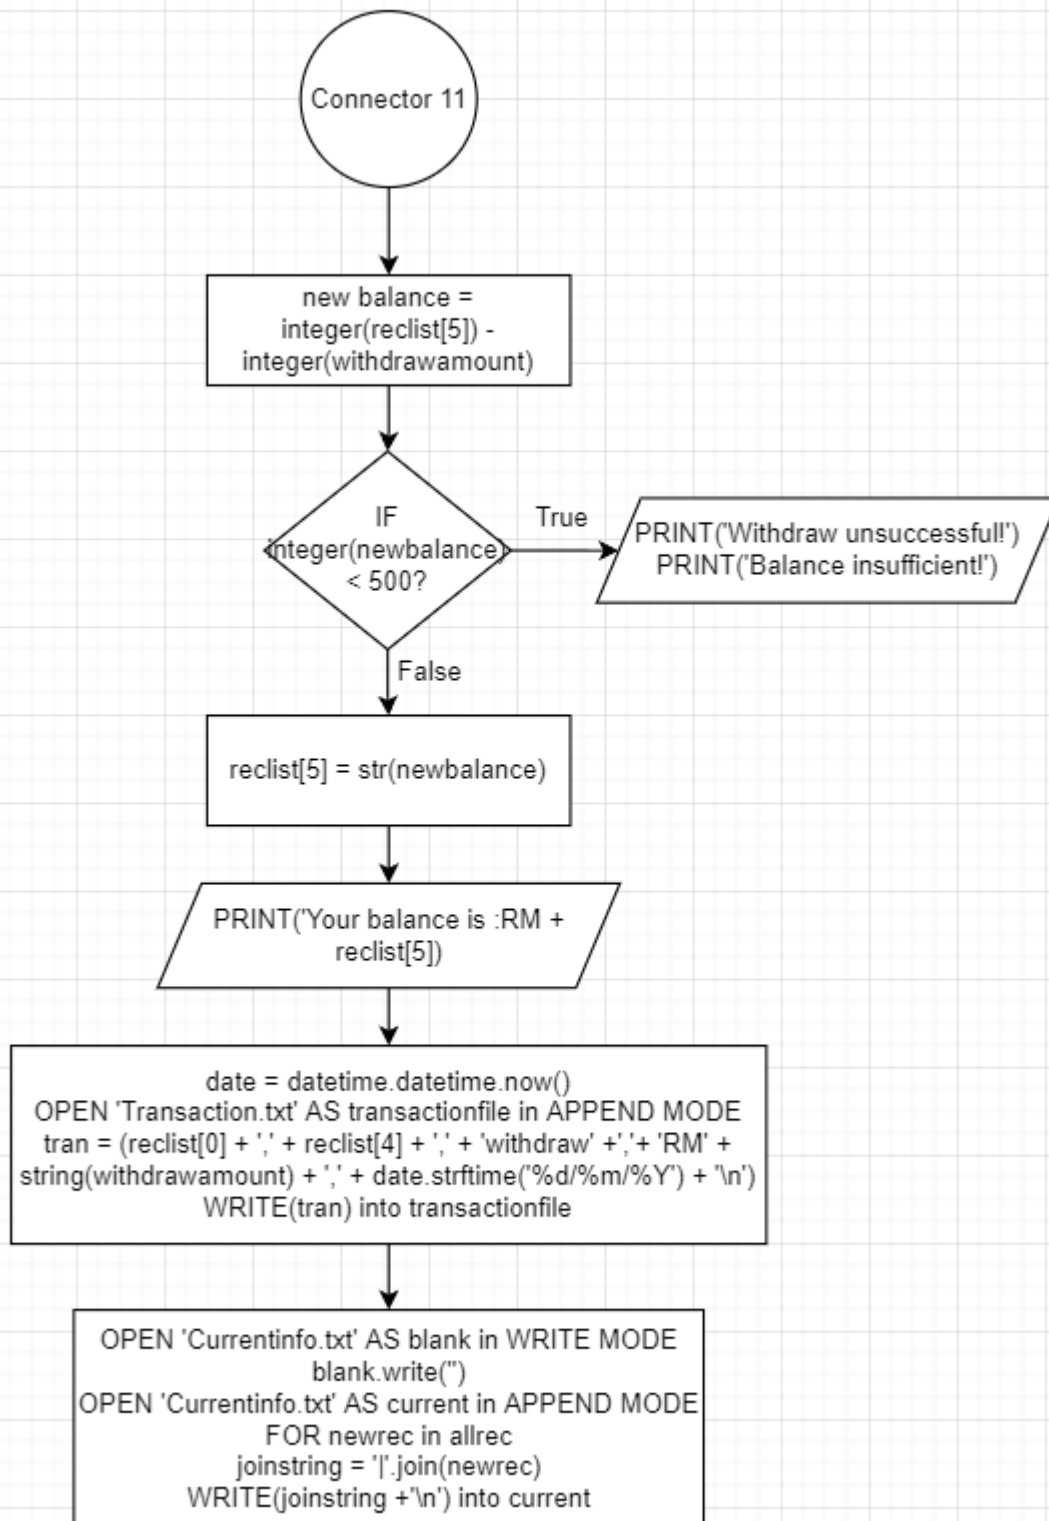 Connector 11
new balance =
integer(reclist[5]) -
integer(withdrawamount)
IF
integer(newbalance)
< 500?
True
PRINT('Withdraw unsuccessful!')
PRINT('Balance insufficient!')
False
reclist[5] = str(newbalance)
PRINT('Your balance is :RM +
reclist[5])
date = datetime.datetime.now()
OPEN 'Transaction.txt' AS transactionfile in APPEND MODE
tran = (reclist[0] + ',' + reclist[4] + ',' + 'withdraw' +','+ 'RM' +
string(withdrawamount) + ',' + date.strftime('%d/%m/%Y') + '\n')
WRITE(tran) into transactionfile
OPEN 'Currentinfo.txt' AS blank in WRITE MODE
blank.write('')
OPEN 'Currentinfo.txt' AS current in APPEND MODE
FOR newrec in allrec
joinstring = '|'.join(newrec)
WRITE(joinstring +'\n') into current